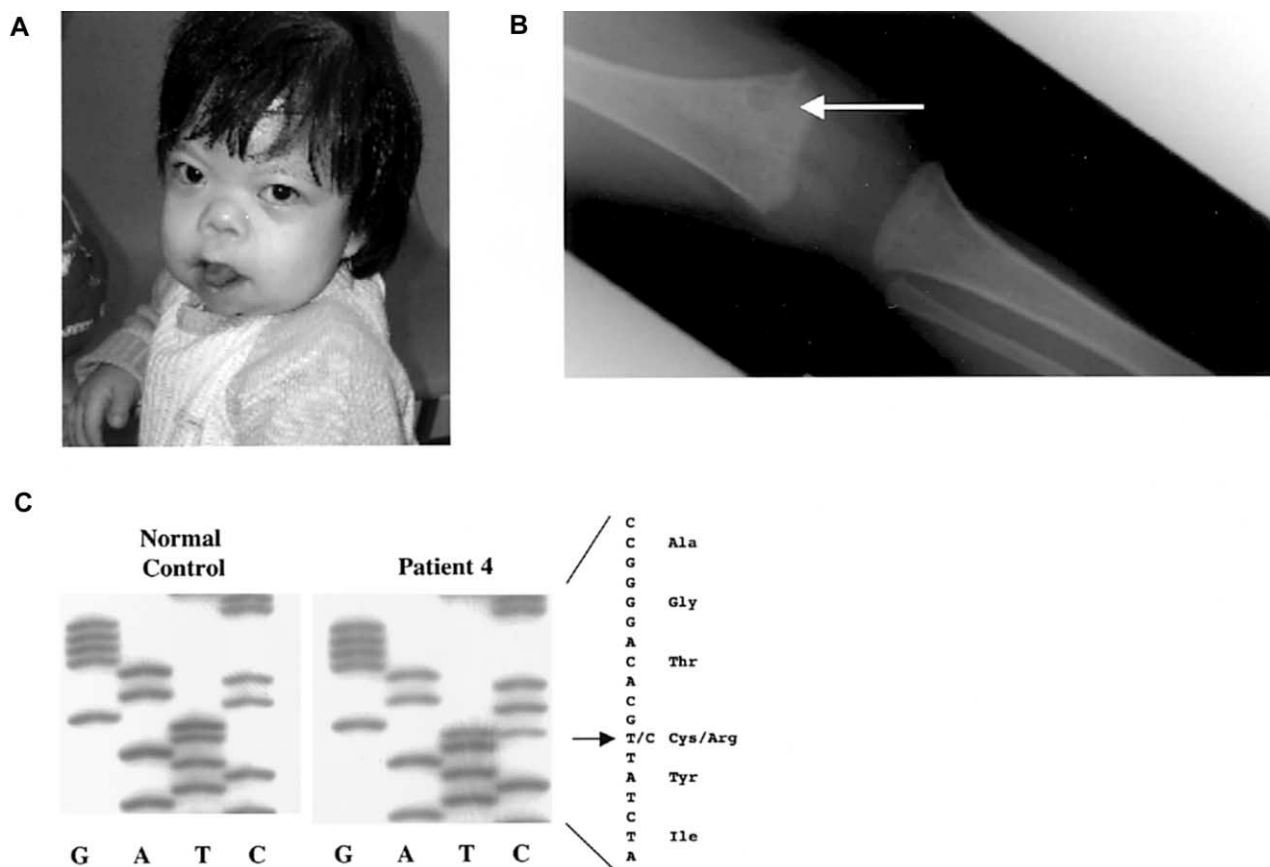 A
B
C
Normal
Control
Patient 4
G A T C
G A T C
C
C Ala
G
G
G Gly
G
A
C Thr
A
C
G
T/C Cys/Arg
T
A Tyr
T
C
T Ile
A